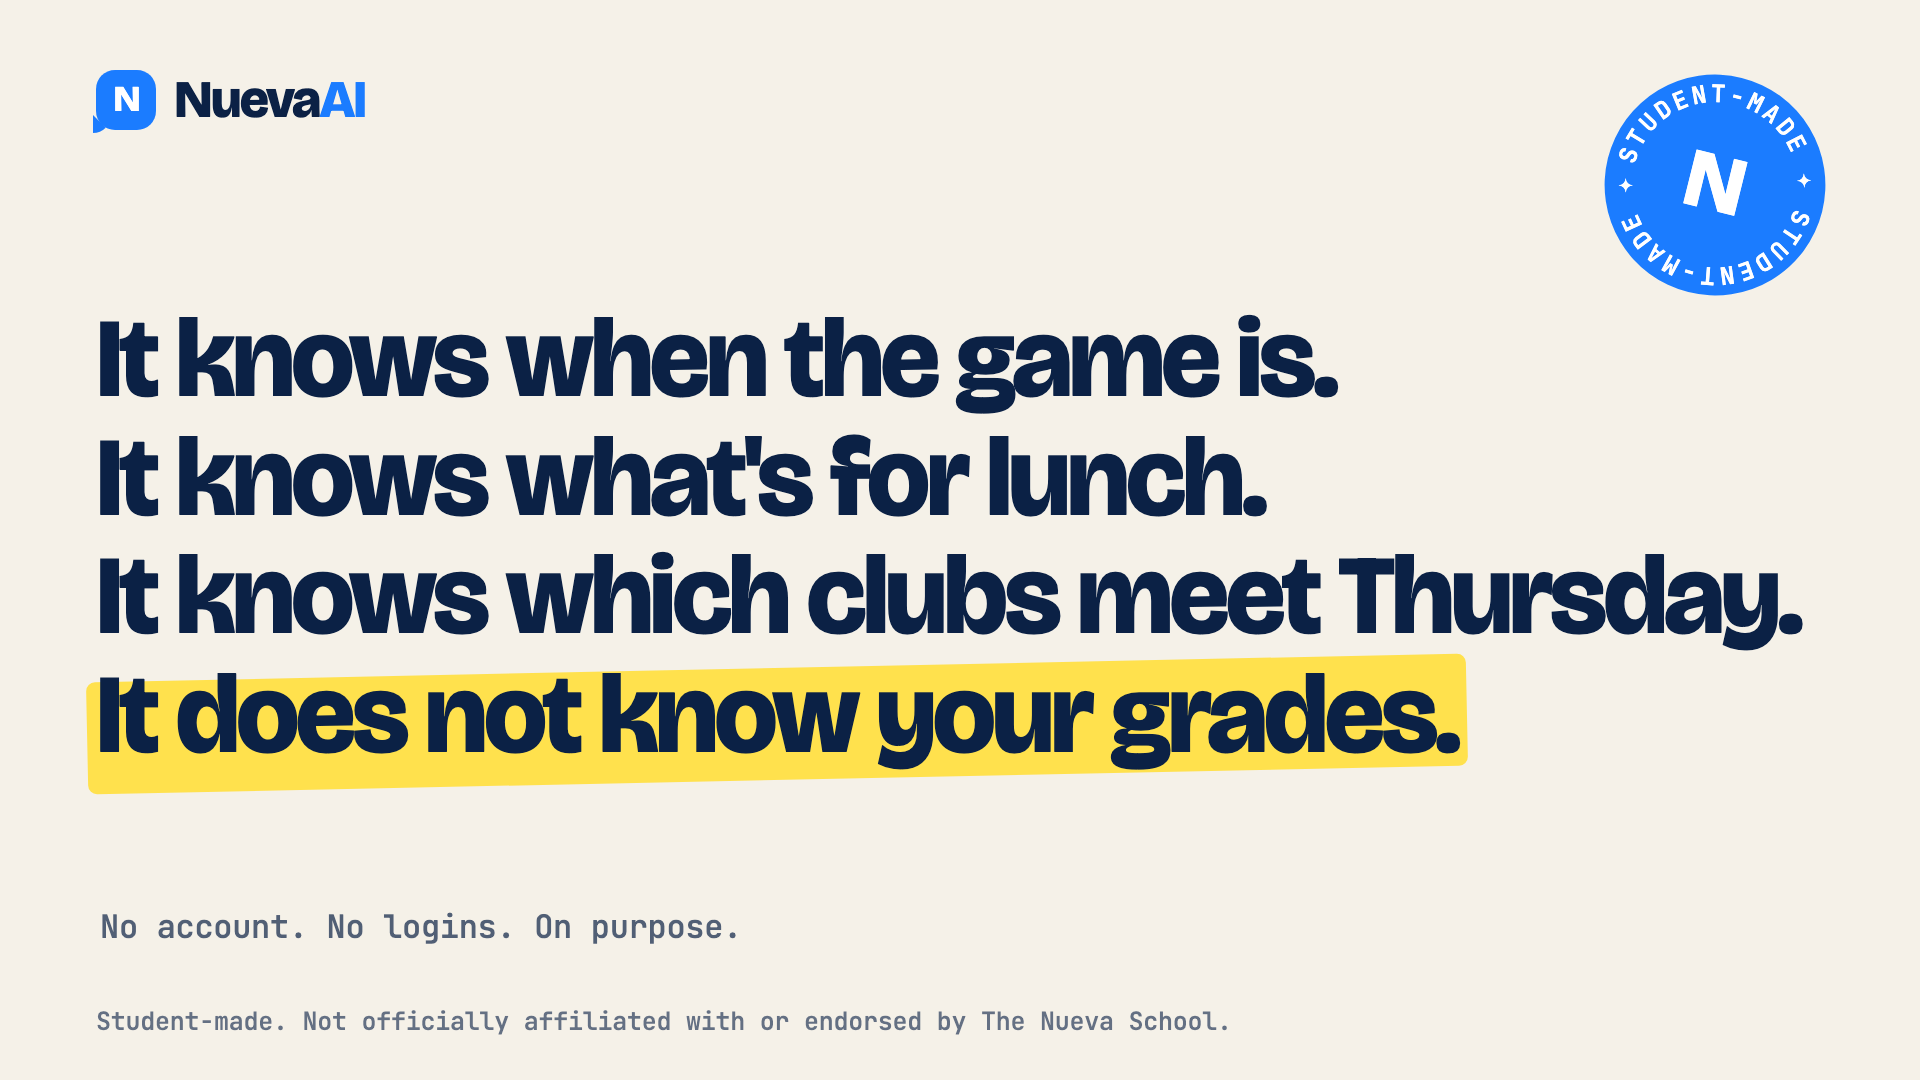 N NuevaAI
STUDENT-MADE ✦ STUDENT-MADE ✦
N
It knows when the game is.
It knows what's for lunch.
It knows which clubs meet Thursday.
It does not know your grades.
No account. No logins. On purpose.
Student-made. Not officially affiliated with or endorsed by The Nueva School.